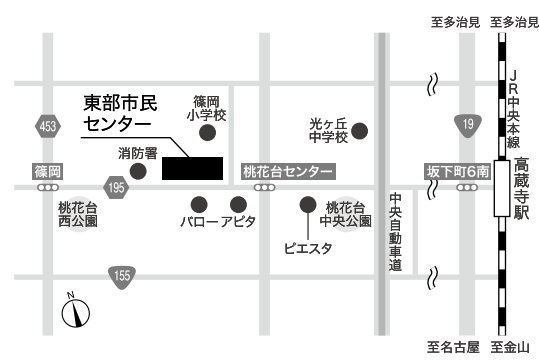 至多治見
至多治見
東部市民
センター
篠岡
小学校
光ヶ丘
中学校
JR中央本線
453
19
消防署
篠岡
桃花台センター
坂下町6南
高蔵寺駅
195
桃花台
西公園
バロー
アピタ
桃花台
中央公園
ピエスタ
中央自動車道
155
N
至名古屋
至金山